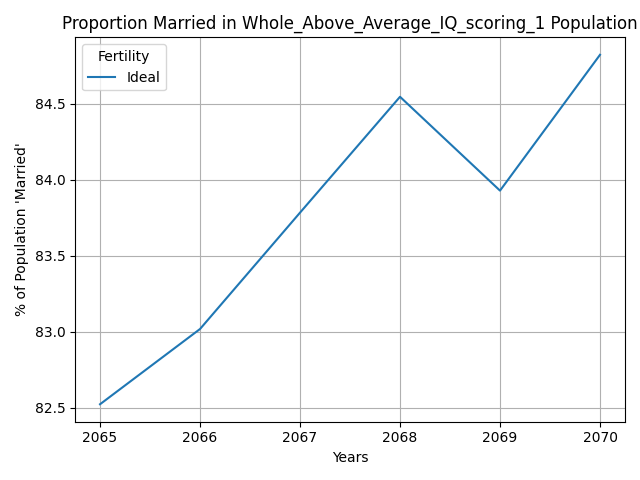 Proportion Married in Whole_Above_Average_IQ_scoring_1 Population
Fertility
Ideal
% of Population 'Married'
84.5
84.0
83.5
83.0
82.5
2065 2066 2067 2068 2069 2070
Years